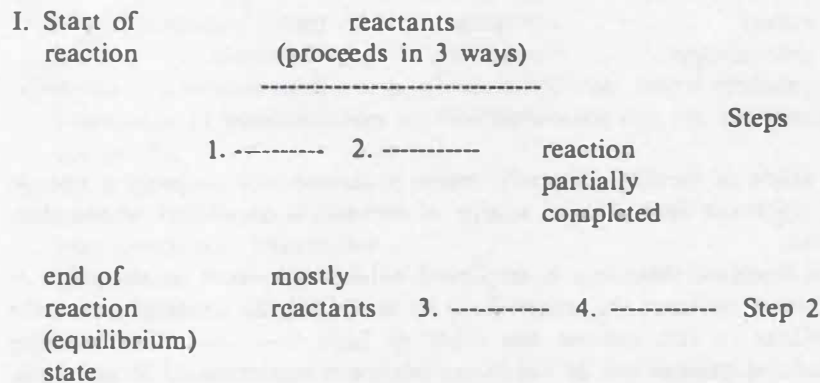 I. Start of reactants
reaction (proceeds in 3 ways)
-----------------------------------
Steps
1. --------- 2. ---------- reaction
partially
completed
end of mostly
reaction reactants 3. ---------- 4. ------------ Step 2
(equilibrium)
state